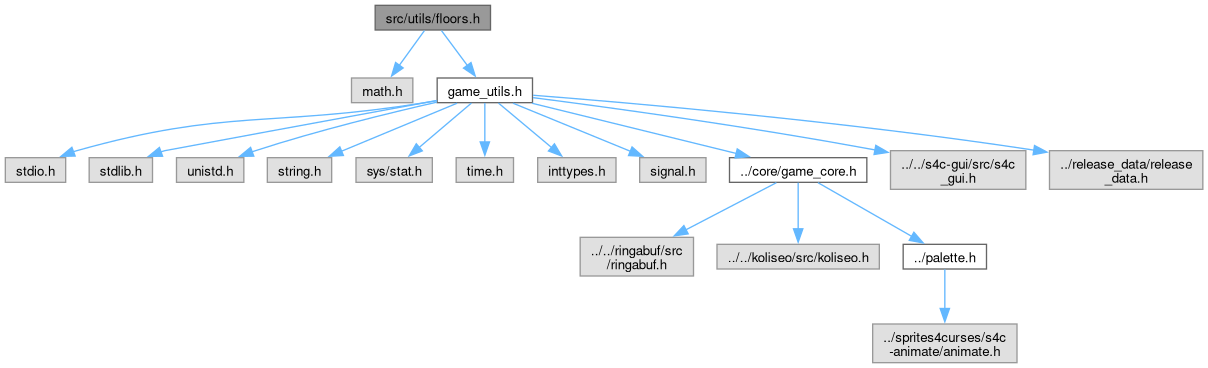 src/utils/floors.h
math.h
game_utils.h
stdio.h
stdlib.h
unistd.h
string.h
sys/stat.h
time.h
inttypes.h
signal.h
../core/game_core.h
../../s4c-gui/src/s4c
_gui.h
../release_data/release
_data.h
../../ringabuf/src
/ringabuf.h
../../koliseo/src/koliseo.h
../palette.h
../sprites4curses/s4c
-animate/animate.h